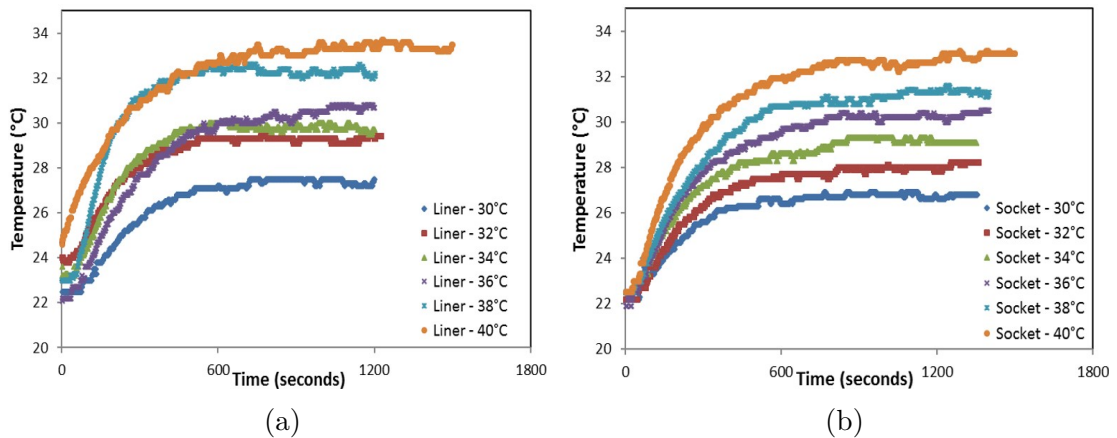 34
32
30
28
26
24
22
20
0
600
1200
1800
Temperature (°C)
Time (seconds)
Liner - 30°C
Liner - 32°C
Liner - 34°C
Liner - 36°C
Liner - 38°C
Liner - 40°C
(a)
34
32
30
28
26
24
22
20
0
600
1200
1800
Temperature (°C)
Time (seconds)
Socket - 30°C
Socket - 32°C
Socket - 34°C
Socket - 36°C
Socket - 38°C
Socket - 40°C
(b)